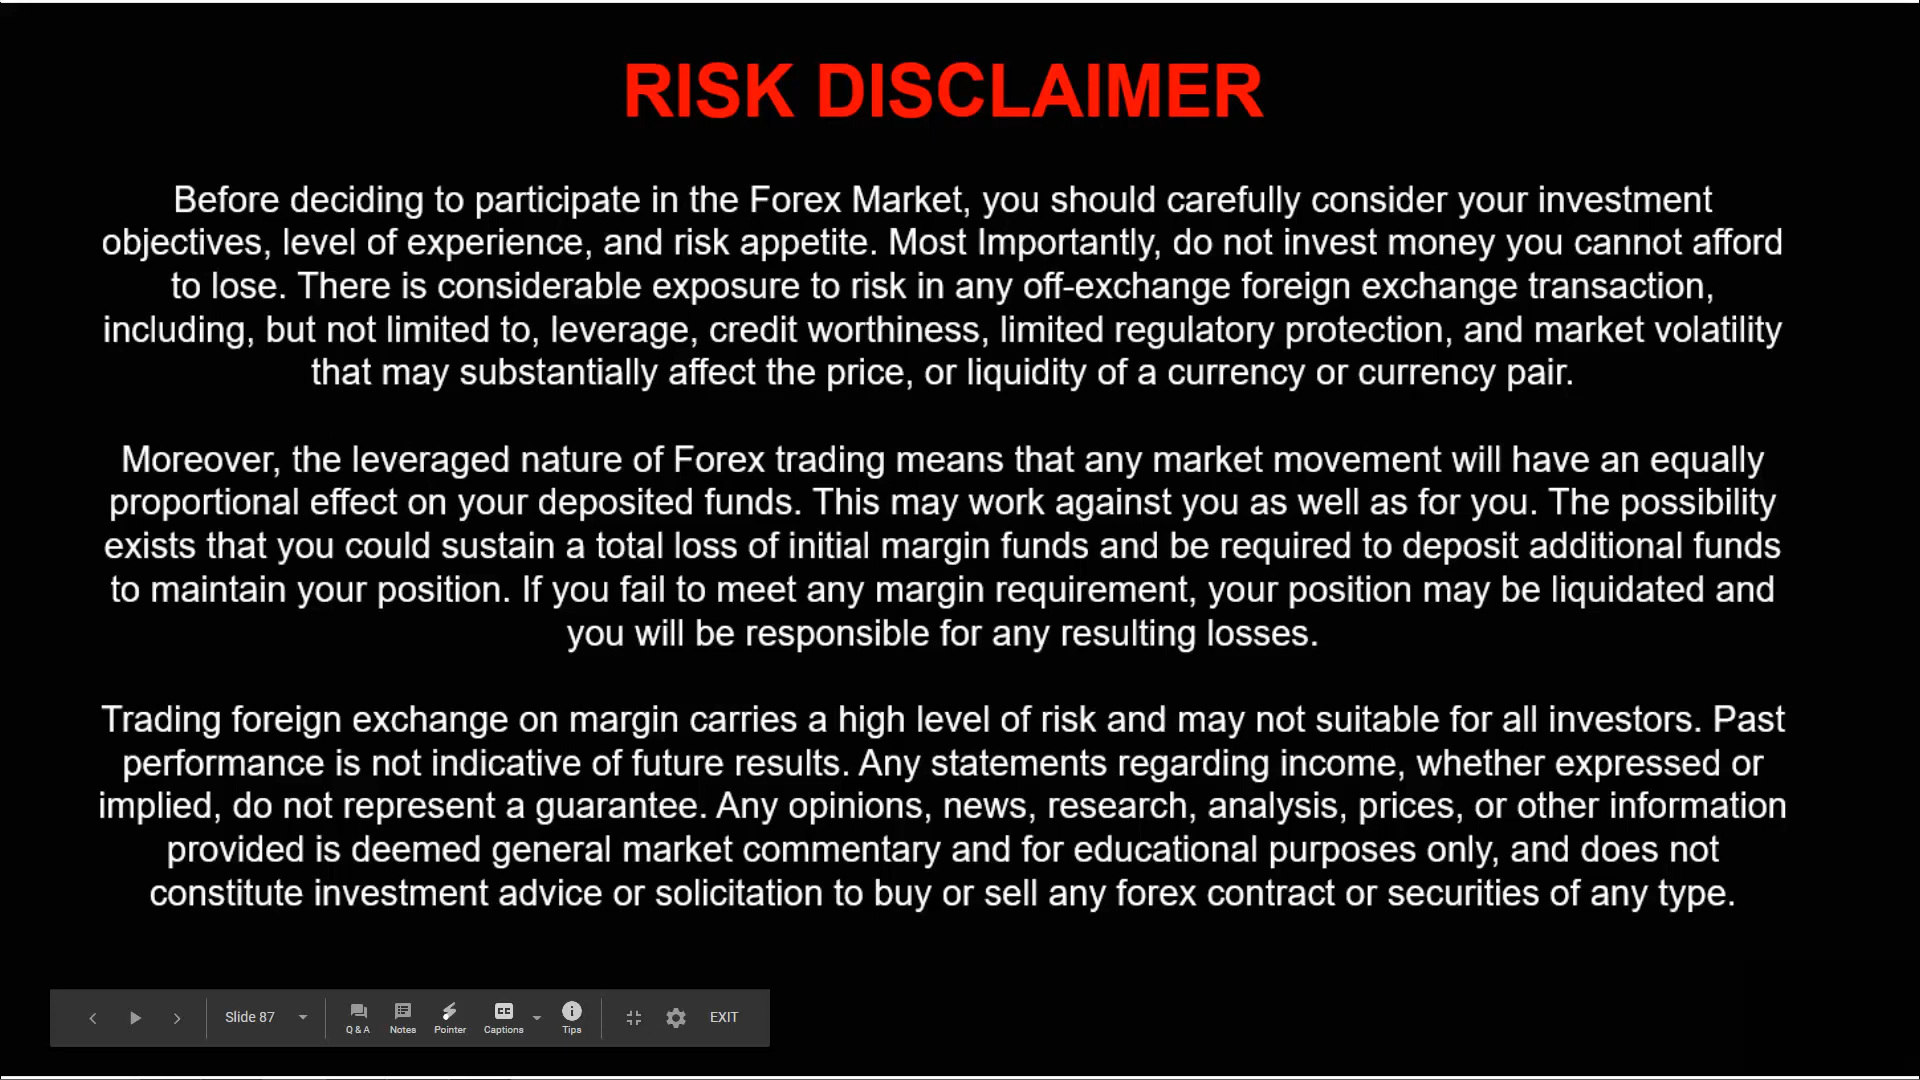 RISK DISCLAIMER
Before deciding to participate in the Forex Market, you should carefully consider your investment
objectives, level of experience, and risk appetite. Most Importantly, do not invest money you cannot afford
to lose. There is considerable exposure to risk in any off-exchange foreign exchange transaction,
including, but not limited to, leverage, credit worthiness, limited regulatory protection, and market volatility
that may substantially affect the price, or liquidity of a currency or currency pair.
Moreover, the leveraged nature of Forex trading means that any market movement will have an equally
proportional effect on your deposited funds. This may work against you as well as for you. The possibility
exists that you could sustain a total loss of initial margin funds and be required to deposit additional funds
to maintain your position. If you fail to meet any margin requirement, your position may be liquidated and
you will be responsible for any resulting losses.
Trading foreign exchange on margin carries a high level of risk and may not suitable for all investors. Past
performance is not indicative of future results. Any statements regarding income, whether expressed or
implied, do not represent a guarantee. Any opinions, news, research, analysis, prices, or other information
provided is deemed general market commentary and for educational purposes only, and does not
constitute investment advice or solicitation to buy or sell any forex contract or securities of any type.
Slide 87 Q & A Notes Pointer CC Captions Tips EXIT